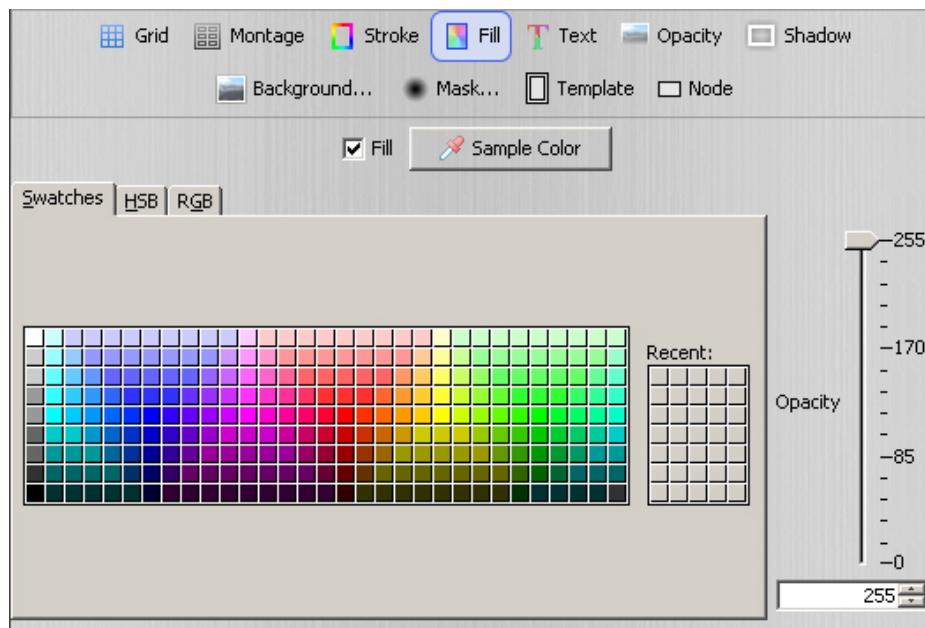 Grid Montage Stroke Fill Text Opacity Shadow
Background... Mask... Template Node
Fill Sample Color
Swatches HSB RGB
255
Recent:
170
Opacity
85
0
255